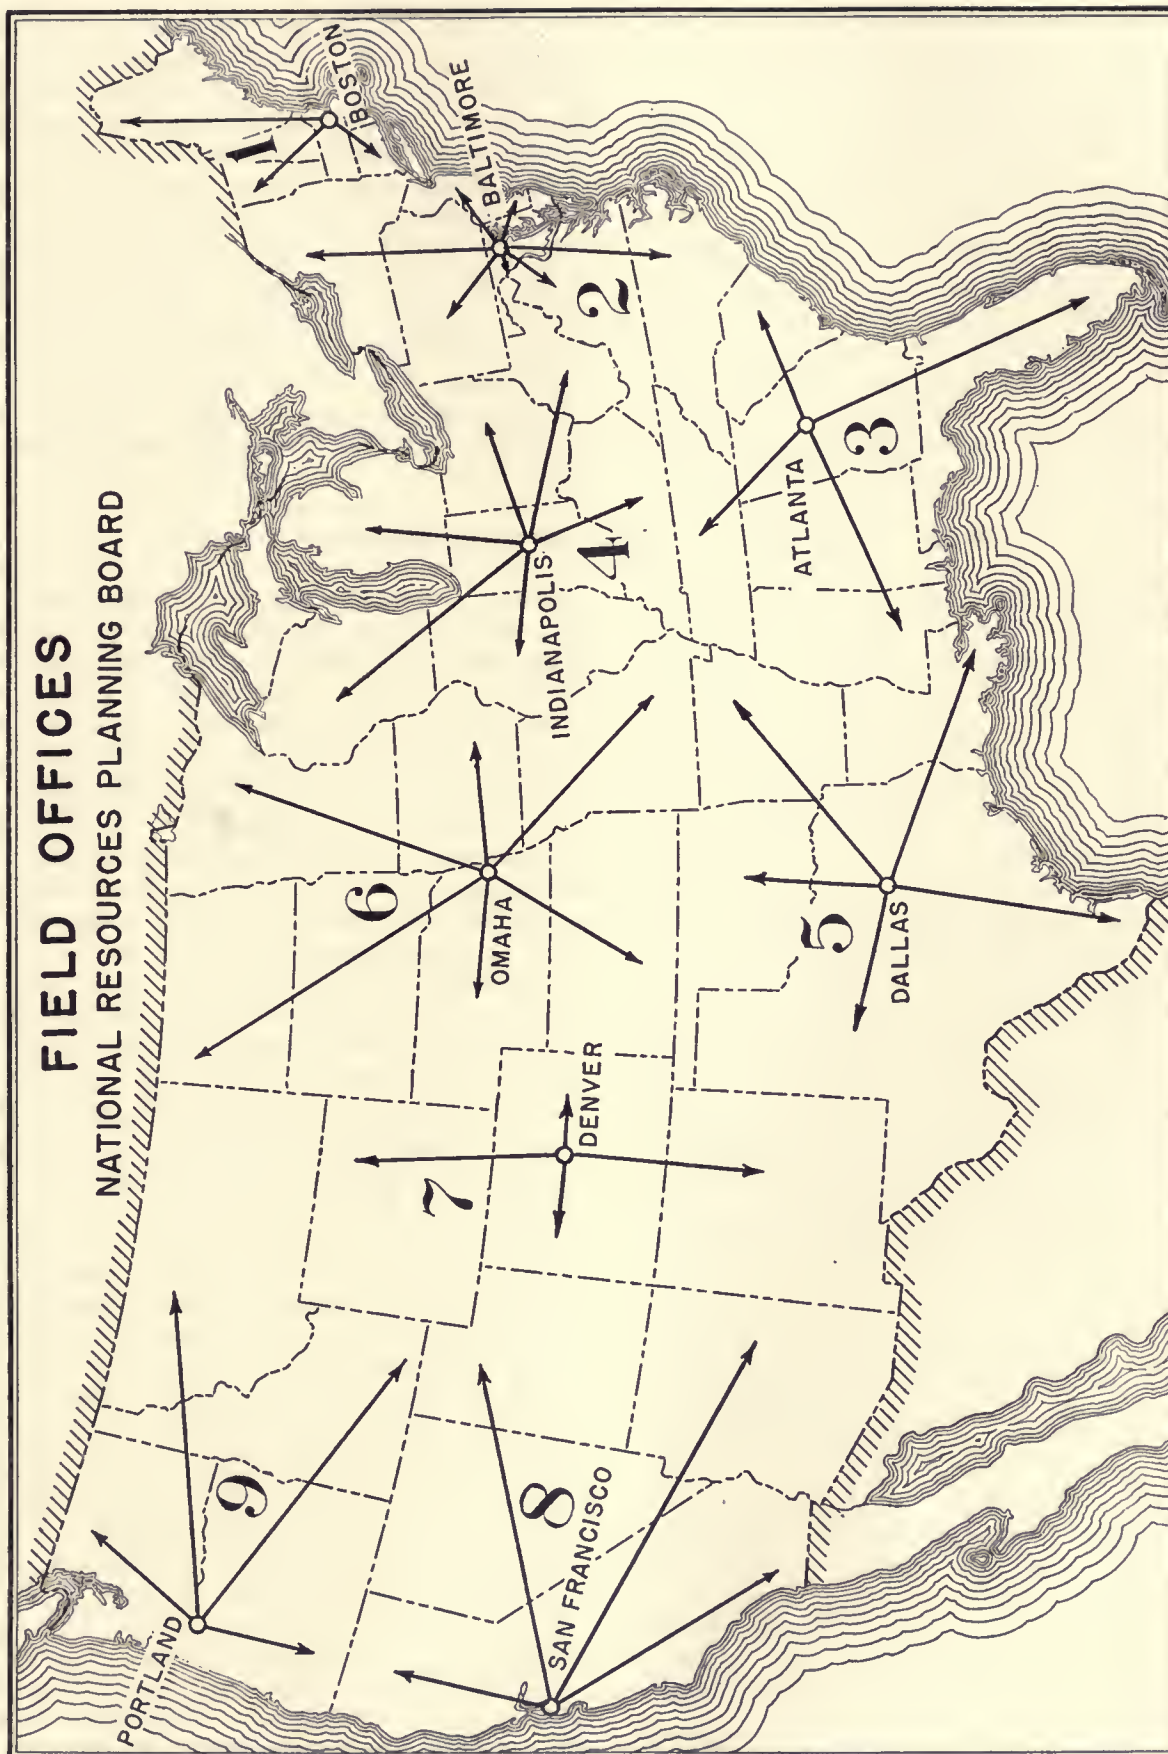 FIELD OFFICES
NATIONAL RESOURCES PLANNING BOARD
1
BOSTON
BALTIMORE
2
3
ATLANTA
4
INDIANAPOLIS
5
DALLAS
6
OMAHA
7
DENVER
8
SAN FRANCISCO
9
PORTLAND